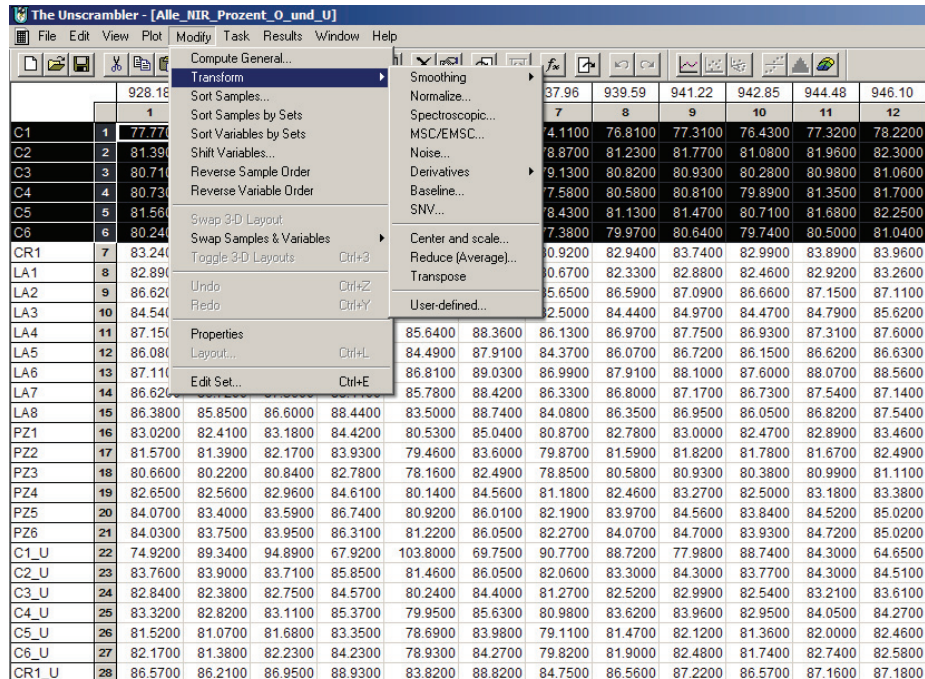 The Unscrambler - [Alle_NIR_Prozent_O_und_U]
File Edit View Plot Modify Task Results Window Help
Compute General...
Transform
Sort Samples...
Sort Samples by Sets
Sort Variables by Sets
Shift Variables...
Reverse Sample Order
Reverse Variable Order
Swap 3-D Layout
Swap Samples & Variables
Toggle 3-D Layouts Ctrl+3
Undo Ctrl+Z
Redo Ctrl+Y
Properties
Layout... Ctrl+L
Edit Set... Ctrl+E
Smoothing
Normalize...
Spectroscopic...
MSC/EMSC...
Noise...
Derivatives
Baseline...
SNV...
Center and scale...
Reduce (Average)...
Transpose
User-defined...
928.18 37.96 939.59 941.22 942.85 944.48 946.10
1 7 8 9 10 11 12
C1 1 77.770 74.1100 76.8100 77.3100 76.4300 77.3200 78.2200
C2 2 81.390 78.8700 81.2300 81.7700 81.0800 81.9600 82.3000
C3 3 80.710 79.1300 80.8200 80.9300 80.2800 80.9800 81.0600
C4 4 80.730 77.5800 80.5800 80.8100 79.8900 81.3500 81.7000
C5 5 81.560 78.4300 81.1300 81.4700 80.7100 81.6800 82.2500
C6 6 80.240 77.3800 79.9700 80.6400 79.7400 80.5000 81.0400
CR1 7 83.240 80.9200 82.9400 83.7400 82.9900 83.8900 83.9600
LA1 8 82.890 80.6700 82.3300 82.8800 82.4600 82.9200 83.2600
LA2 9 86.620 85.6500 86.5900 87.0900 86.6600 87.1500 87.1100
LA3 10 84.540 82.5000 84.4400 84.9700 84.4700 84.7900 85.6200
LA4 11 87.150 85.6400 88.3600 86.1300 86.9700 87.7500 86.9300 87.3100 87.6000
LA5 12 86.080 84.4900 87.9100 84.3700 86.0700 86.7200 86.1500 86.6200 86.6300
LA6 13 87.110 86.8100 89.0300 86.9900 87.9100 88.1000 87.6000 88.0700 88.5600
LA7 14 86.620 85.7800 88.4200 86.3300 86.8000 87.1700 86.7300 87.5400 87.1400
LA8 15 86.3800 85.8500 86.6000 88.4400 83.5000 88.7400 84.0800 86.3500 86.9500 86.0500 86.8200 87.5400
PZ1 16 83.0200 82.4100 83.1800 84.4200 80.5300 85.0400 80.8700 82.7800 83.0000 82.4700 82.8900 83.4600
PZ2 17 81.5700 81.3900 82.1700 83.9300 79.4600 83.6000 79.8700 81.5900 81.8200 81.7800 81.6700 82.4900
PZ3 18 80.6600 80.2200 80.8400 82.7800 78.1600 82.4900 78.8500 80.5800 80.9300 80.3800 80.9900 81.1100
PZ4 19 82.6500 82.5600 82.9600 84.6100 80.1400 84.5600 81.1800 82.4600 83.2700 82.5000 83.1800 83.3800
PZ5 20 84.0700 83.4000 83.5900 86.7400 80.9200 86.0100 82.1900 83.9700 84.5600 83.8400 84.5200 85.0200
PZ6 21 84.0300 83.7500 83.9500 86.3100 81.2200 86.0500 82.2700 84.0700 84.7000 83.9300 84.7200 85.0200
C1_U 22 74.9200 89.3400 94.8900 67.9200 103.8000 69.7500 90.7700 88.7200 77.9800 88.7400 84.3000 64.6500
C2_U 23 83.7600 83.9000 83.7100 85.8500 81.4600 86.0500 82.0600 83.3000 84.3000 83.7700 84.3000 84.5100
C3_U 24 82.8400 82.3800 82.7500 84.5700 80.2400 84.4000 81.2700 82.5200 82.9900 82.5400 83.2100 83.6100
C4_U 25 83.3200 82.8200 83.1100 85.3700 79.9500 85.6300 80.9800 83.6200 83.9600 82.9500 84.0500 84.2700
C5_U 26 81.5200 81.0700 81.6800 83.3500 78.6900 83.9800 79.1100 81.4700 82.1200 81.3600 82.0000 82.4600
C6_U 27 82.1700 81.3800 82.2300 84.2300 78.9300 84.2700 79.8200 81.9000 82.4800 81.7400 82.7400 82.5800
CR1_U 28 86.5700 86.2100 86.9500 88.9300 83.8200 88.8200 84.7500 86.5600 87.2200 86.5700 87.1600 87.1800